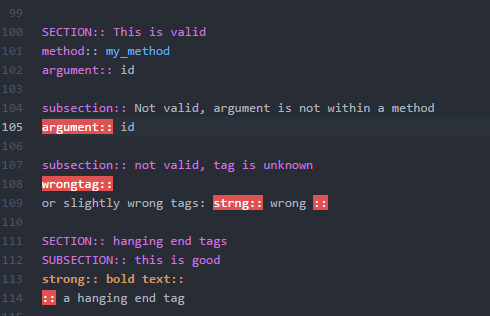 99
100 SECTION:: This is valid
101 method:: my_method
102 argument:: id
103
104 subsection:: Not valid, argument is not within a method
105 argument:: id
106
107 subsection:: not valid, tag is unknown
108 wrongtag::
109 or slightly wrong tags: strng:: wrong ::
110
111 SECTION:: hanging end tags
112 SUBSECTION:: this is good
113 strong:: bold text::
114 :: a hanging end tag